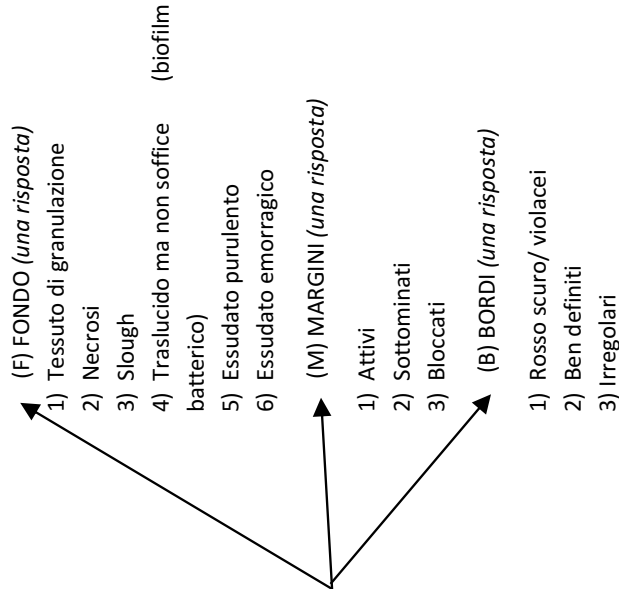 (F) FONDO (una risposta)
1) Tessuto di granulazione
2) Necrosi
3) Slough
4) Traslucido ma non soffice (biofilm
batterico)
5) Essudato purulento
6) Essudato emorragico
(M) MARGINI (una risposta)
1) Attivi
2) Sottominati
3) Bloccati
(B) BORDI (una risposta)
1) Rosso scuro/ violacei
2) Ben definiti
3) Irregolari